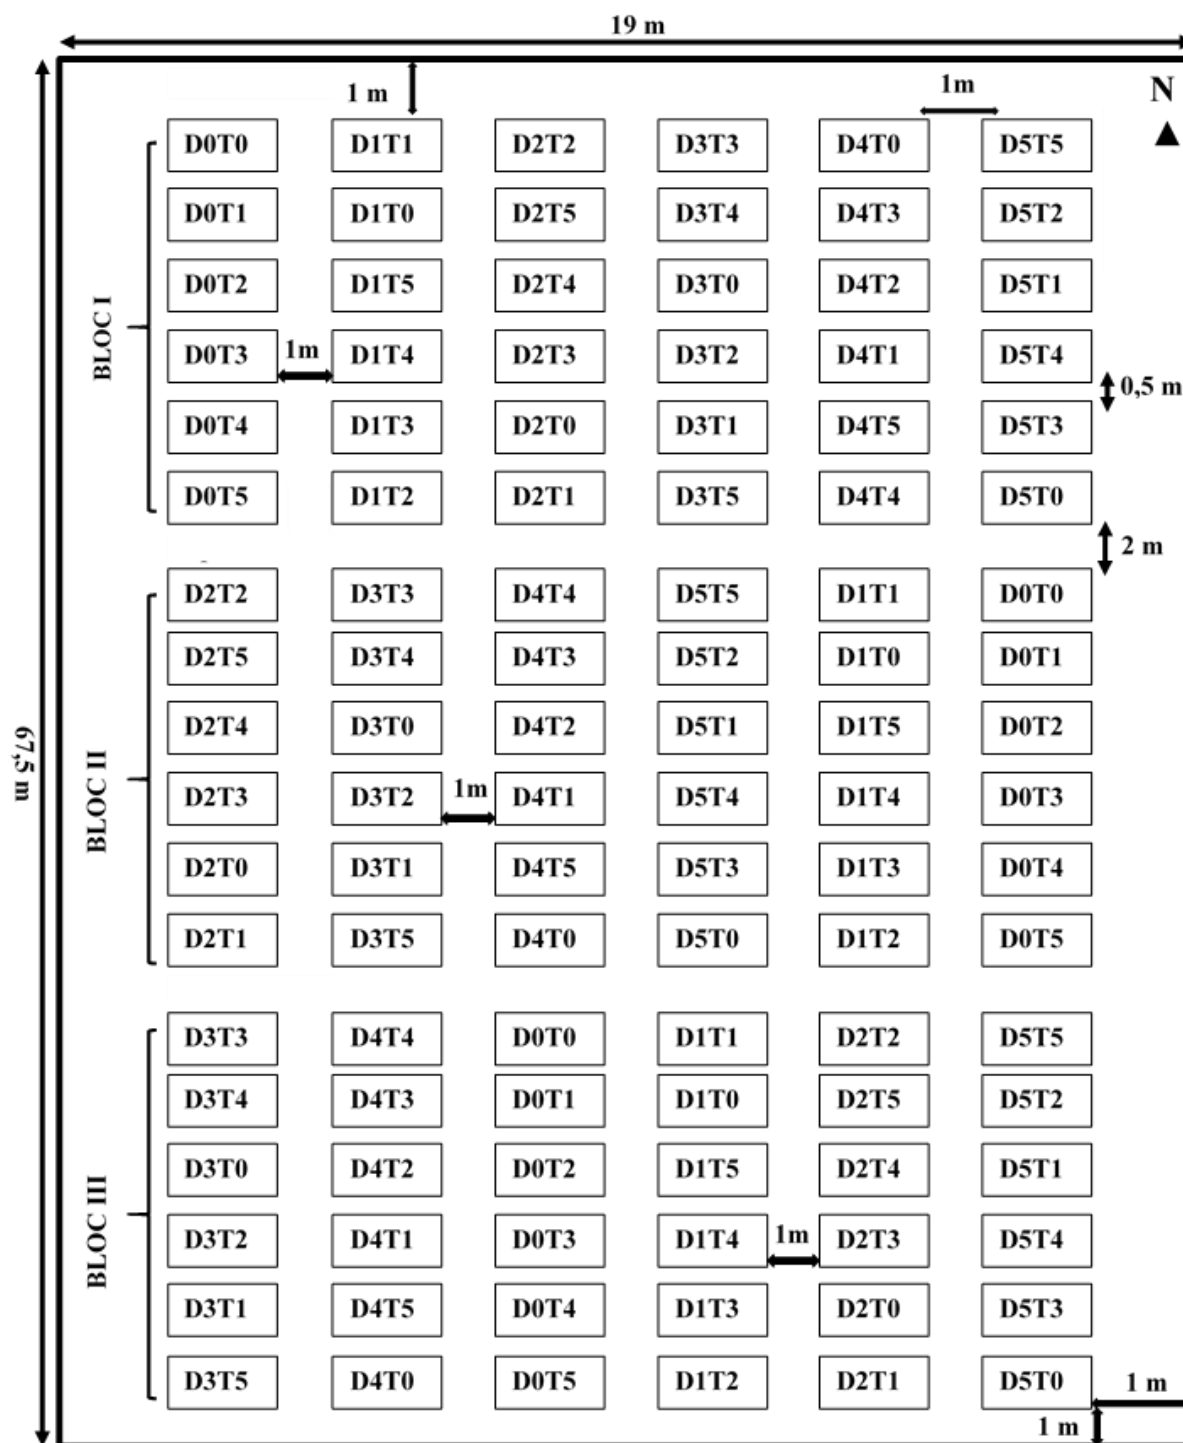 19 m
1 m
1m
N
D0T0 D1T1 D2T2 D3T3 D4T0 D5T5
D0T1 D1T0 D2T5 D3T4 D4T3 D5T2
D0T2 D1T5 D2T4 D3T0 D4T2 D5T1
BLOC I
D0T3 1m D1T4 D2T3 D3T2 D4T1 D5T4
0,5 m
D0T4 D1T3 D2T0 D3T1 D4T5 D5T3
D0T5 D1T2 D2T1 D3T5 D4T4 D5T0
2 m
D2T2 D3T3 D4T4 D5T5 D1T1 D0T0
D2T5 D3T4 D4T3 D5T2 D1T0 D0T1
D2T4 D3T0 D4T2 D5T1 D1T5 D0T2
67,5 m
BLOC II
D2T3 D3T2 1m D4T1 D5T4 D1T4 D0T3
D2T0 D3T1 D4T5 D5T3 D1T3 D0T4
D2T1 D3T5 D4T0 D5T0 D1T2 D0T5
D3T3 D4T4 D0T0 D1T1 D2T2 D5T5
D3T4 D4T3 D0T1 D1T0 D2T5 D5T2
D3T0 D4T2 D0T2 D1T5 D2T4 D5T1
BLOC III
D3T2 D4T1 D0T3 D1T4 1m D2T3 D5T4
D3T1 D4T5 D0T4 D1T3 D2T0 D5T3
D3T5 D4T0 D0T5 D1T2 D2T1 D5T0
1 m
1 m